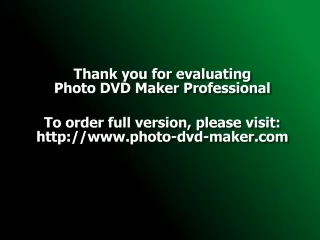 Thank you for evaluating
Photo DVD Maker Professional
To order full version, please visit:
http://www.photo-dvd-maker.com